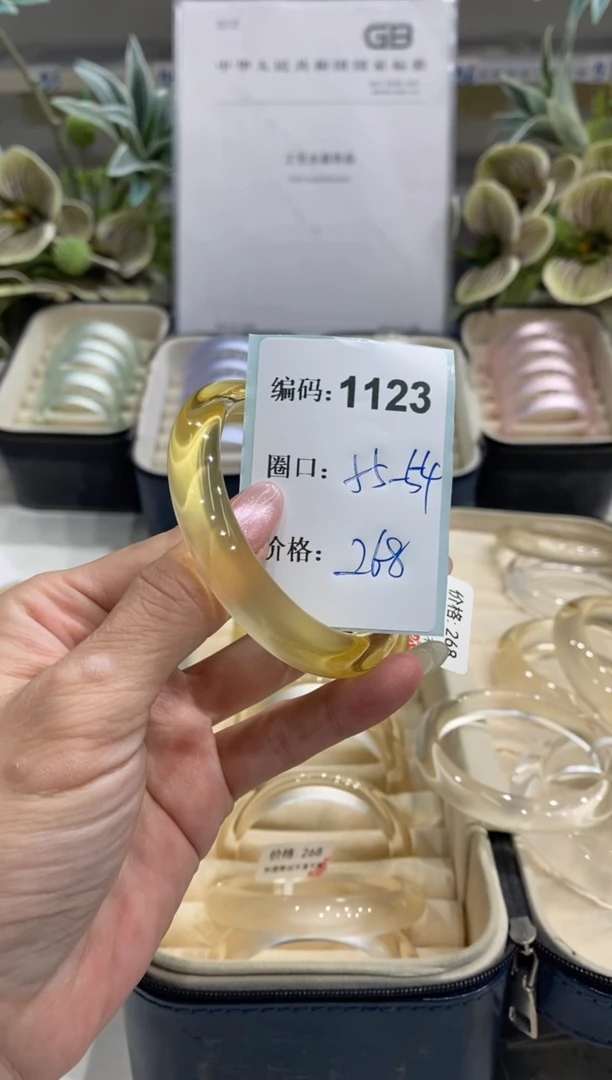 GB
中华人民共和国国家标准
编码：1123
圈口：55-54
价格：268
价格: 268
价格 268